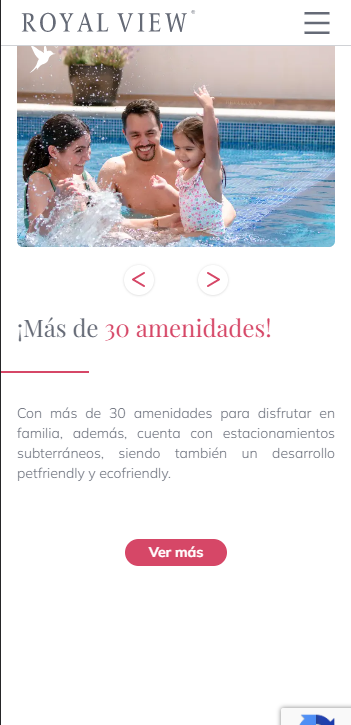 ROYAL VIEW®
< >
¡Más de 30 amenidades!
Con más de 30 amenidades para disfrutar en
familia, además, cuenta con estacionamientos
subterráneos, siendo también un desarrollo
petfriendly y ecofriendly.
Ver más